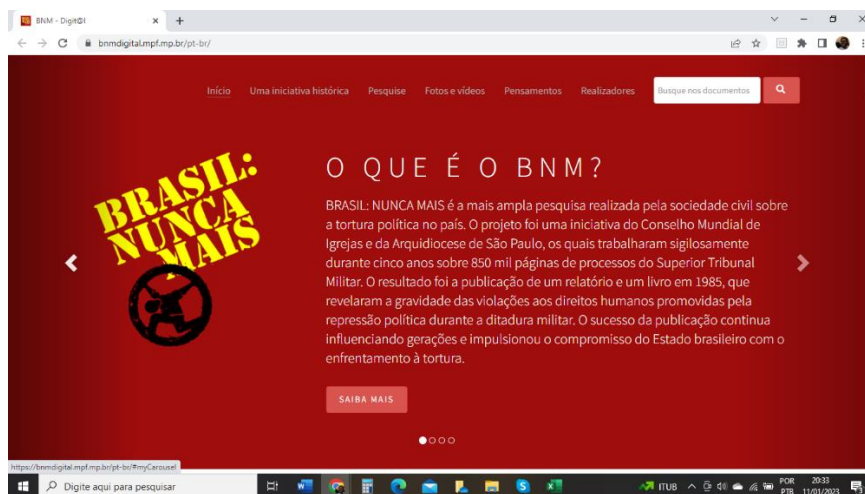 BNM - Digit@l
bnmdigital.mpf.mp.br/pt-br/
Início Uma iniciativa histórica Pesquise Fotos e vídeos Pensamentos Realizadores Busque nos documentos
BRASIL:
NUNCA
MAIS
O QUE É O BNM?
BRASIL: NUNCA MAIS é a mais ampla pesquisa realizada pela sociedade civil sobre
a tortura política no país. O projeto foi uma iniciativa do Conselho Mundial de
Igrejas e da Arquidiocese de São Paulo, os quais trabalharam sigilosamente
durante cinco anos sobre 850 mil páginas de processos do Superior Tribunal
Militar. O resultado foi a publicação de um relatório e um livro em 1985, que
revelaram a gravidade das violações aos direitos humanos promovidas pela
repressão política durante a ditadura militar. O sucesso da publicação continua
influenciando gerações e impulsionou o compromisso do Estado brasileiro com o
enfrentamento à tortura.
SAIBA MAIS
https://bnmdigital.mpf.mp.br/pt-br/#myCarousel
Digite aqui para pesquisar
ITUB
POR 20:33
PTB 11/01/2023